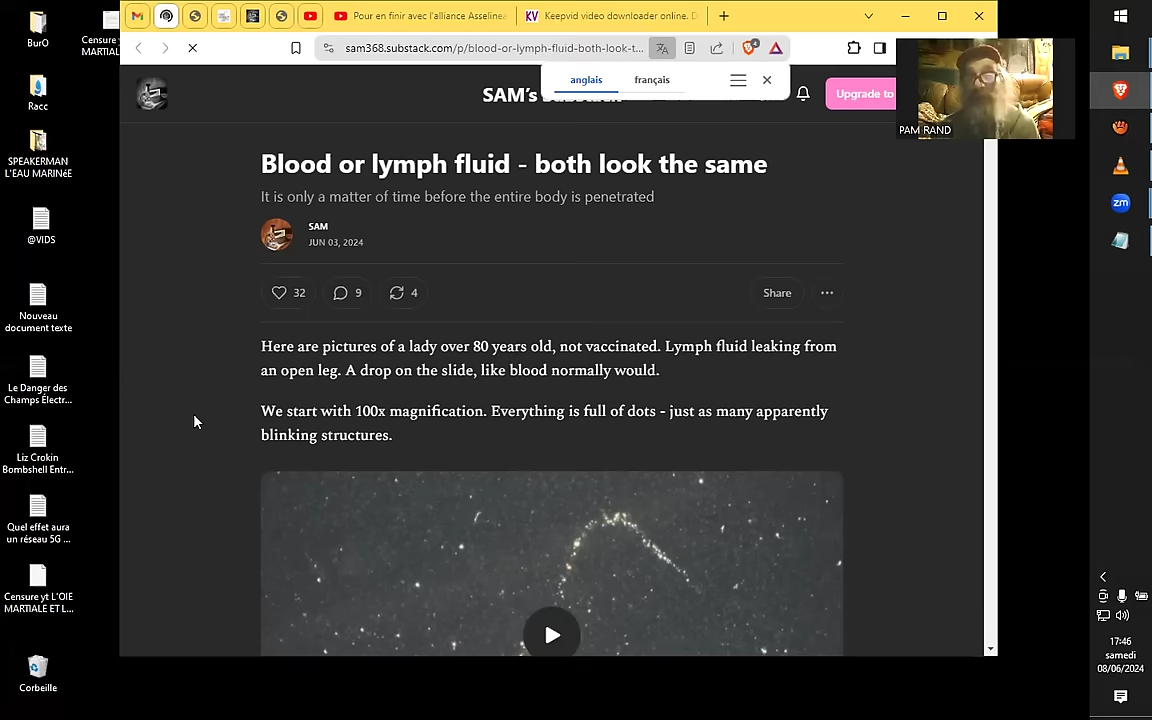 BurO
Censure
MARTIAL
Racc
SPEAKERMAN
L'EAU MARINéE
@VIDS
Nouveau
document texte
Le Danger des
Champs Électr...
Liz Crokin
Bombshell Entr...
Quel effet aura
un réseau 5G ...
Censure yt L'OIE
MARTIALE ET L...
Corbeille
Pour en finir avec l'alliance Asselinea
KV Keepvid video downloader online. D
sam368.substack.com/p/blood-or-lymph-fluid-both-look-t...
4
anglais
français
SAM's
Upgrade to
PAM RAND
Blood or lymph fluid - both look the same
It is only a matter of time before the entire body is penetrated
SAM
JUN 03, 2024
32
9
4
Share
Here are pictures of a lady over 80 years old, not vaccinated. Lymph fluid leaking from
an open leg. A drop on the slide, like blood normally would.
We start with 100x magnification. Everything is full of dots - just as many apparently
blinking structures.
zm
17:46
samedi
08/06/2024